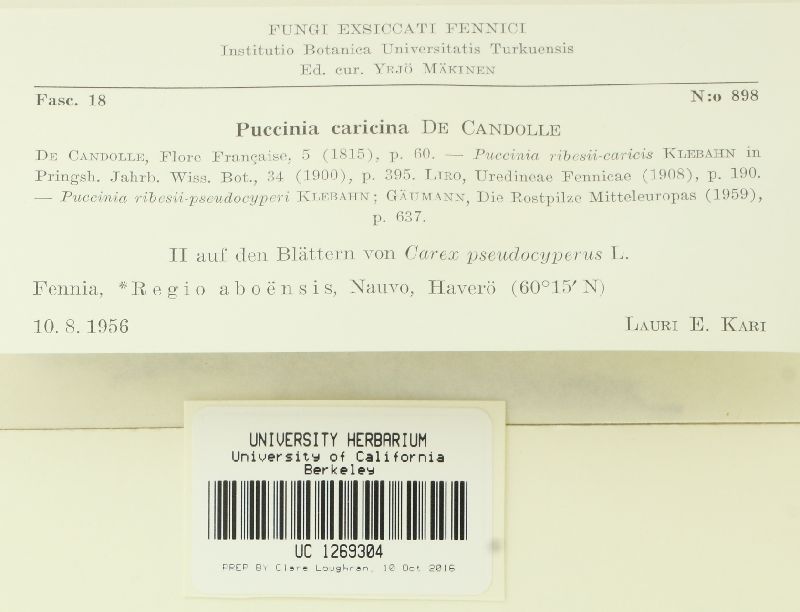 FUNGI EXSICCATI FENNICI
Institutio Botanica Universitatis Turkuensis
Ed. cur. YRJÖ MÄKINEN
Fasc. 18
N:o 898
Puccinia caricina DE CANDOLLE
DE CANDOLLE, Flore Française, 5 (1815), p. 60. — Puccinia ribesii-caricis KLEBAHN in
Pringsh. Jahrb. Wiss. Bot., 34 (1900), p. 395. LIRO, Uredineae Fennicae (1908), p. 190.
— Puccinia ribesii-pseudocyperi KLEBAHN; GÄUMANN, Die Rostpilze Mitteleuropas (1959),
p. 637.
II auf den Blättern von Carex pseudocyperus L.
Fennia, *Regio aboënsis, Nauvo, Haverö (60°15′ N)
10. 8. 1956
LAURI E. KARI
UNIVERSITY HERBARIUM
University of California
Berkeley
UC 1269304
PREP BY Clare Loughran, 10 Oct 2016